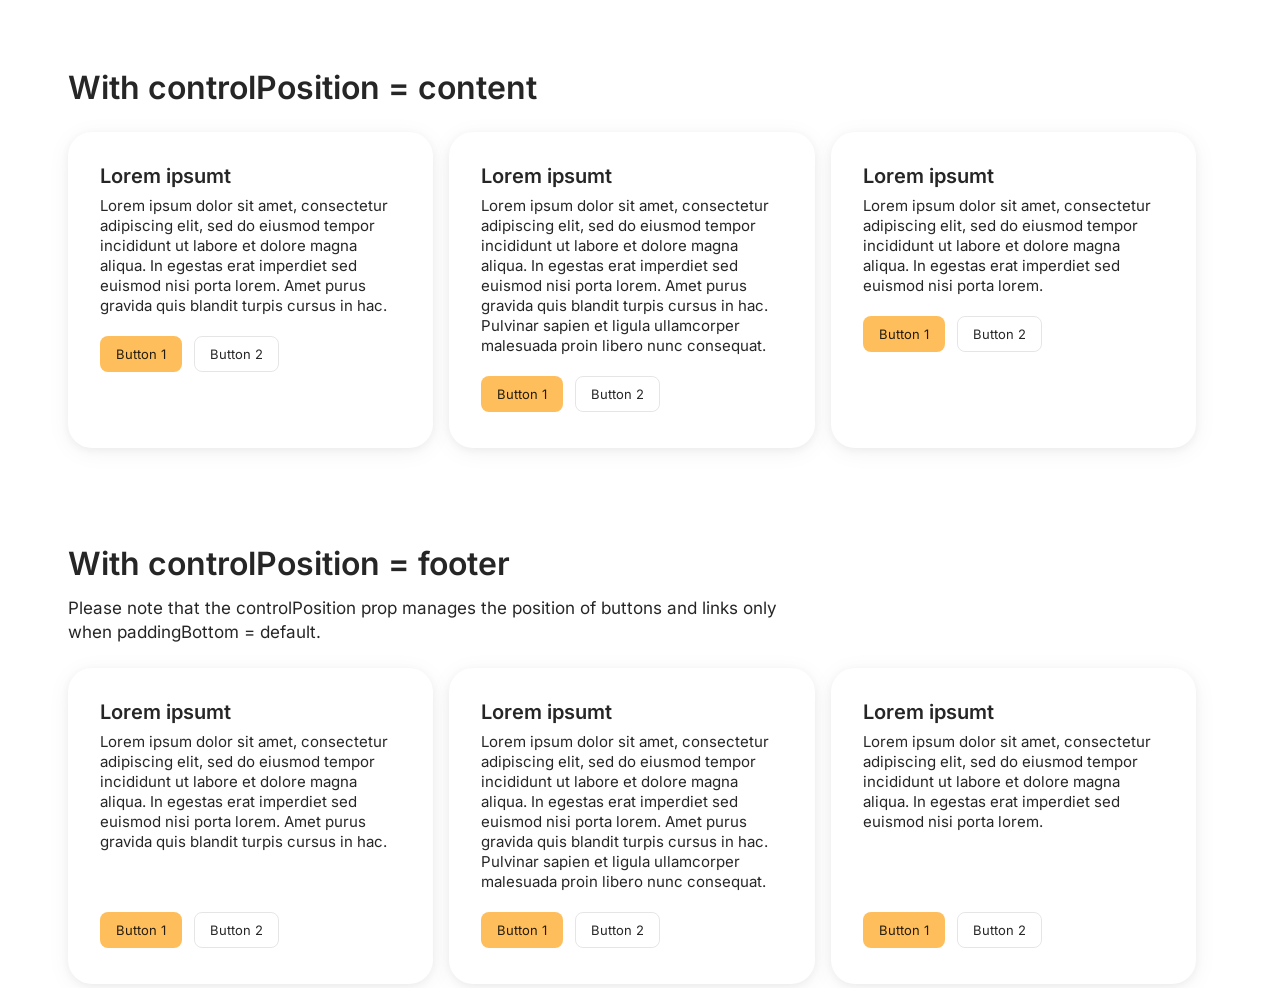 With controlPosition = content
Lorem ipsumt
Lorem ipsum dolor sit amet, consectetur
adipiscing elit, sed do eiusmod tempor
incididunt ut labore et dolore magna
aliqua. In egestas erat imperdiet sed
euismod nisi porta lorem. Amet purus
gravida quis blandit turpis cursus in hac.
Button 1
Button 2
Lorem ipsumt
Lorem ipsum dolor sit amet, consectetur
adipiscing elit, sed do eiusmod tempor
incididunt ut labore et dolore magna
aliqua. In egestas erat imperdiet sed
euismod nisi porta lorem. Amet purus
gravida quis blandit turpis cursus in hac.
Pulvinar sapien et ligula ullamcorper
malesuada proin libero nunc consequat.
Button 1
Button 2
Lorem ipsumt
Lorem ipsum dolor sit amet, consectetur
adipiscing elit, sed do eiusmod tempor
incididunt ut labore et dolore magna
aliqua. In egestas erat imperdiet sed
euismod nisi porta lorem.
Button 1
Button 2
With controlPosition = footer
Please note that the controlPosition prop manages the position of buttons and links only
when paddingBottom = default.
Lorem ipsumt
Lorem ipsum dolor sit amet, consectetur
adipiscing elit, sed do eiusmod tempor
incididunt ut labore et dolore magna
aliqua. In egestas erat imperdiet sed
euismod nisi porta lorem. Amet purus
gravida quis blandit turpis cursus in hac.
Button 1
Button 2
Lorem ipsumt
Lorem ipsum dolor sit amet, consectetur
adipiscing elit, sed do eiusmod tempor
incididunt ut labore et dolore magna
aliqua. In egestas erat imperdiet sed
euismod nisi porta lorem. Amet purus
gravida quis blandit turpis cursus in hac.
Pulvinar sapien et ligula ullamcorper
malesuada proin libero nunc consequat.
Button 1
Button 2
Lorem ipsumt
Lorem ipsum dolor sit amet, consectetur
adipiscing elit, sed do eiusmod tempor
incididunt ut labore et dolore magna
aliqua. In egestas erat imperdiet sed
euismod nisi porta lorem.
Button 1
Button 2